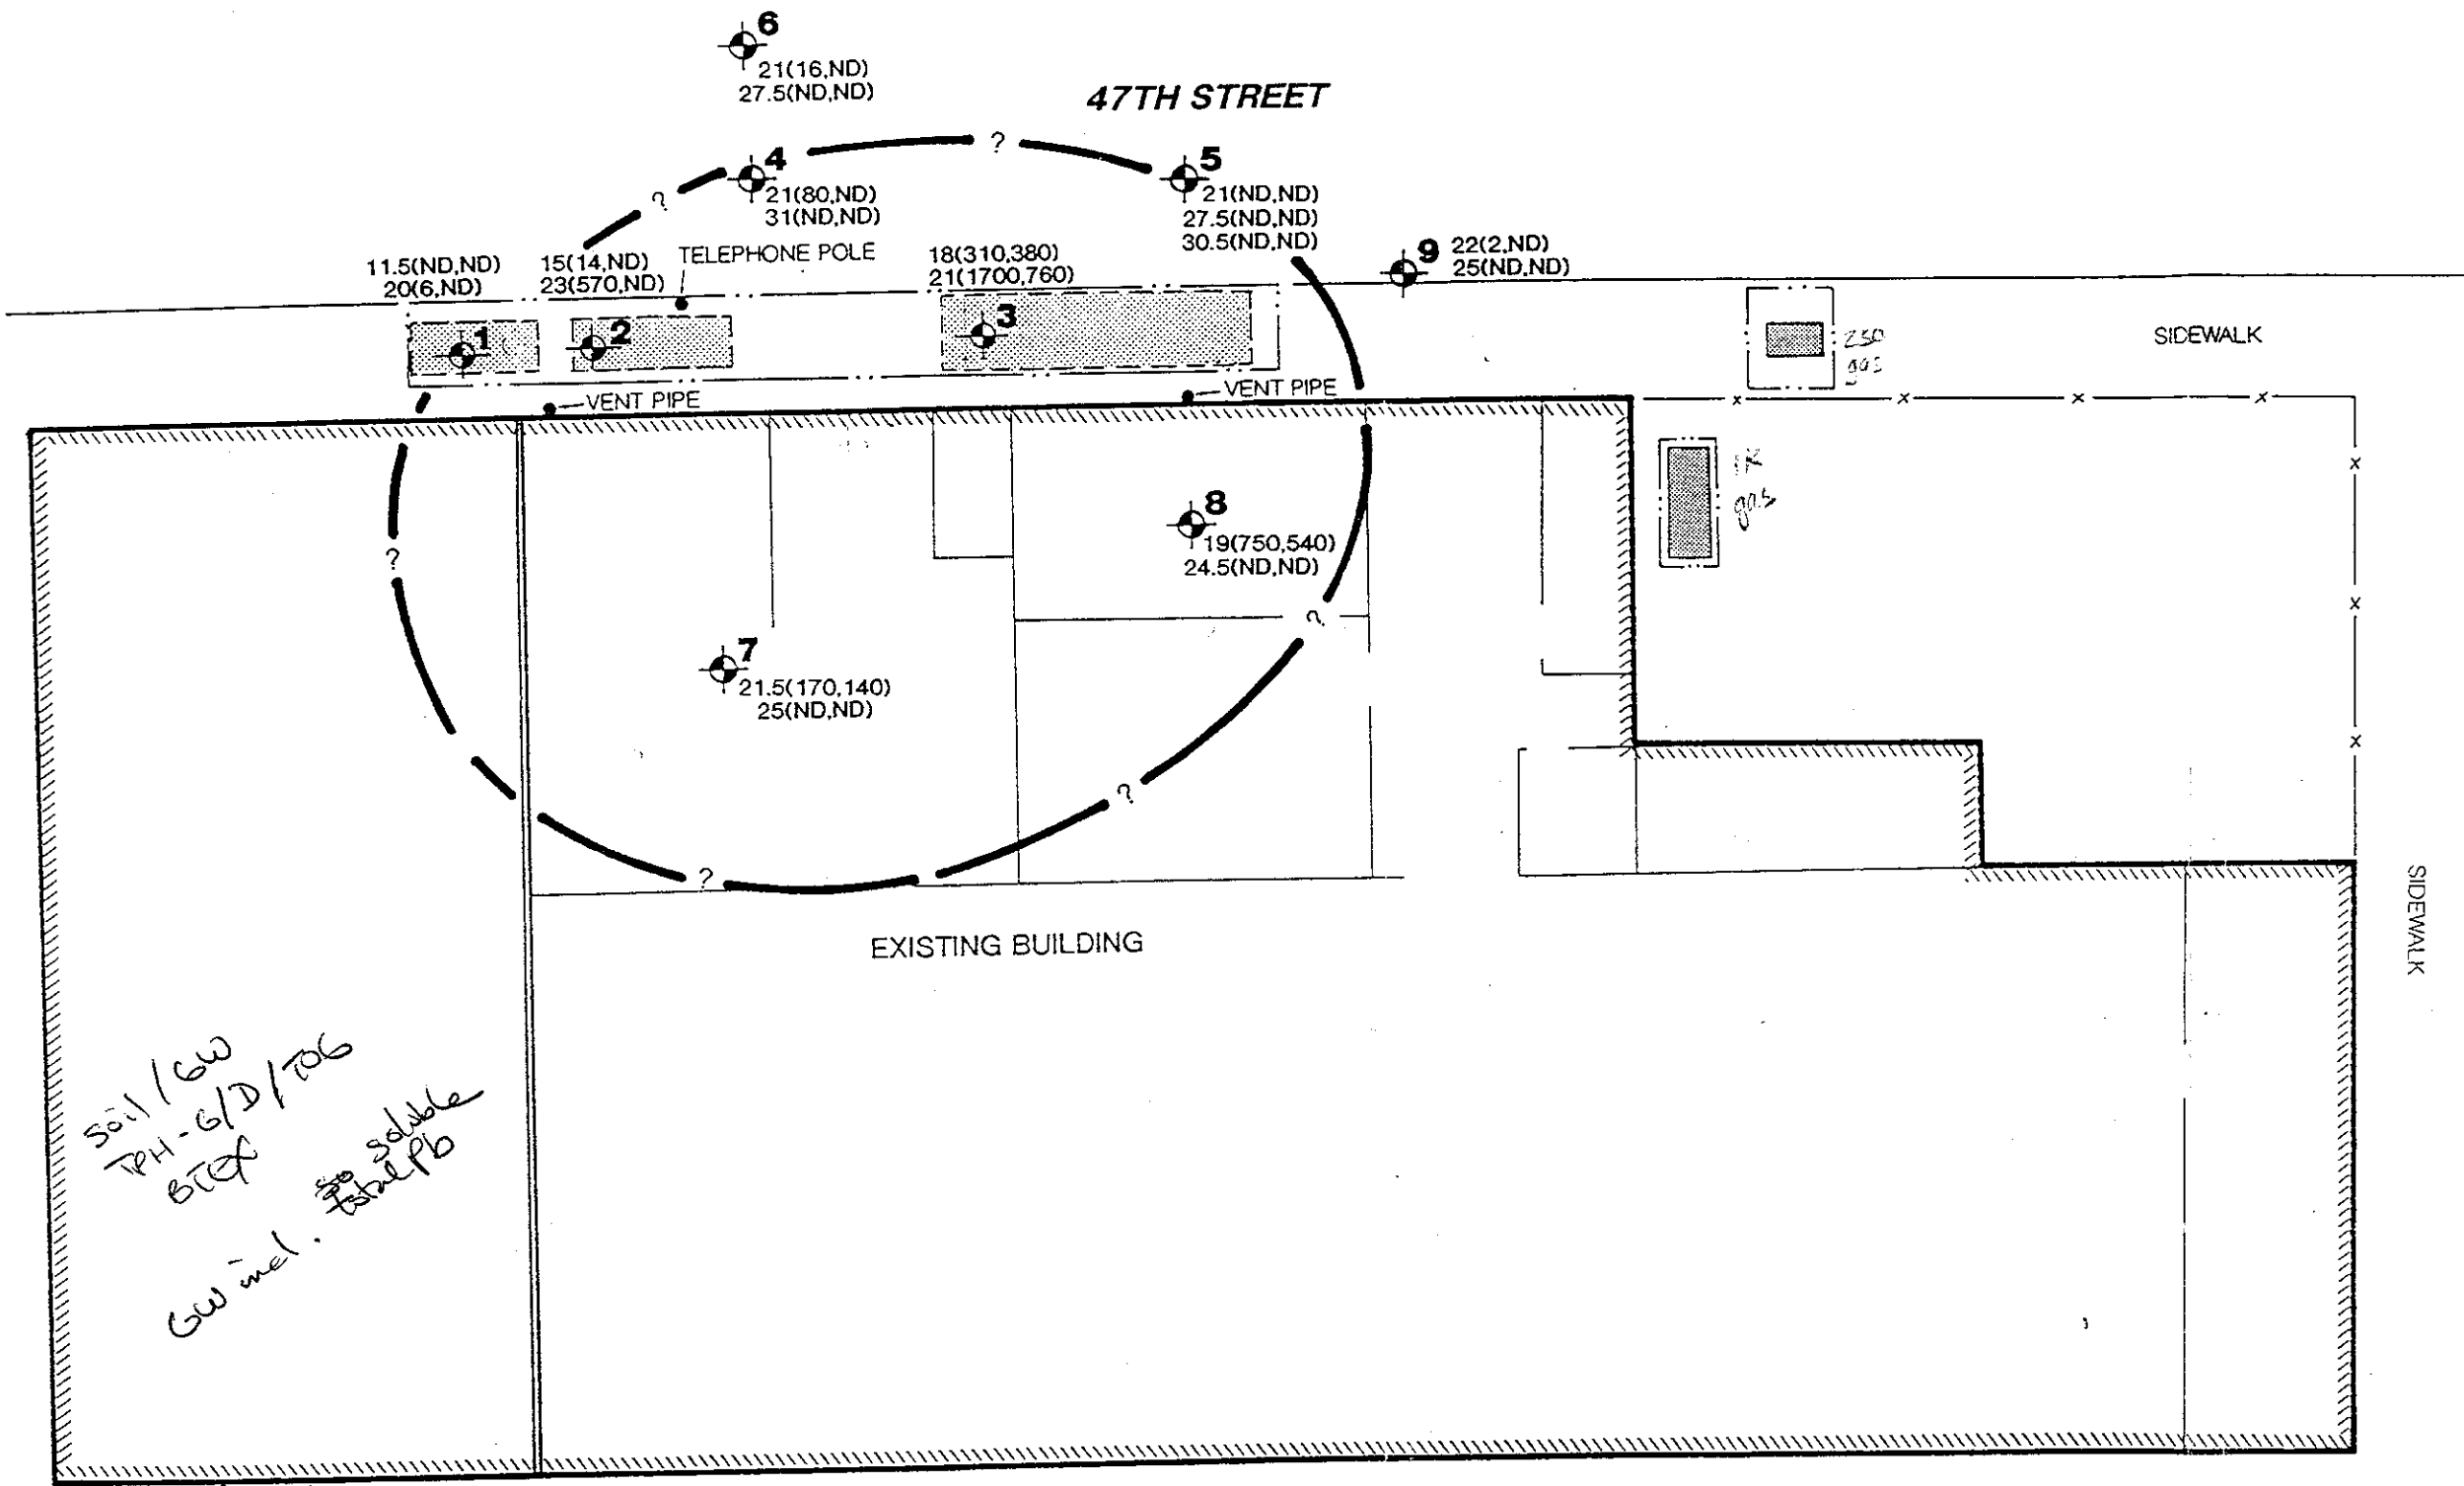 6
21(16,ND)
27.5(ND,ND)
47TH STREET
4
21(80,ND)
31(ND,ND)
5
21(ND,ND)
27.5(ND,ND)
30.5(ND,ND)
9
22(2,ND)
25(ND,ND)
11.5(ND,ND)
20(6,ND)
15(14,ND)
23(570,ND)
TELEPHONE POLE
18(310,380)
21(1700,760)
1
2
3
250
gas
SIDEWALK
VENT PIPE
VENT PIPE
1K
gas
8
19(750,540)
24.5(ND,ND)
7
21.5(170,140)
25(ND,ND)
?
?
?
?
?
?
EXISTING BUILDING
SIDEWALK
soil / GW
TPH-G/D/TOG
BTEX
GW incl. soluble
total Pb